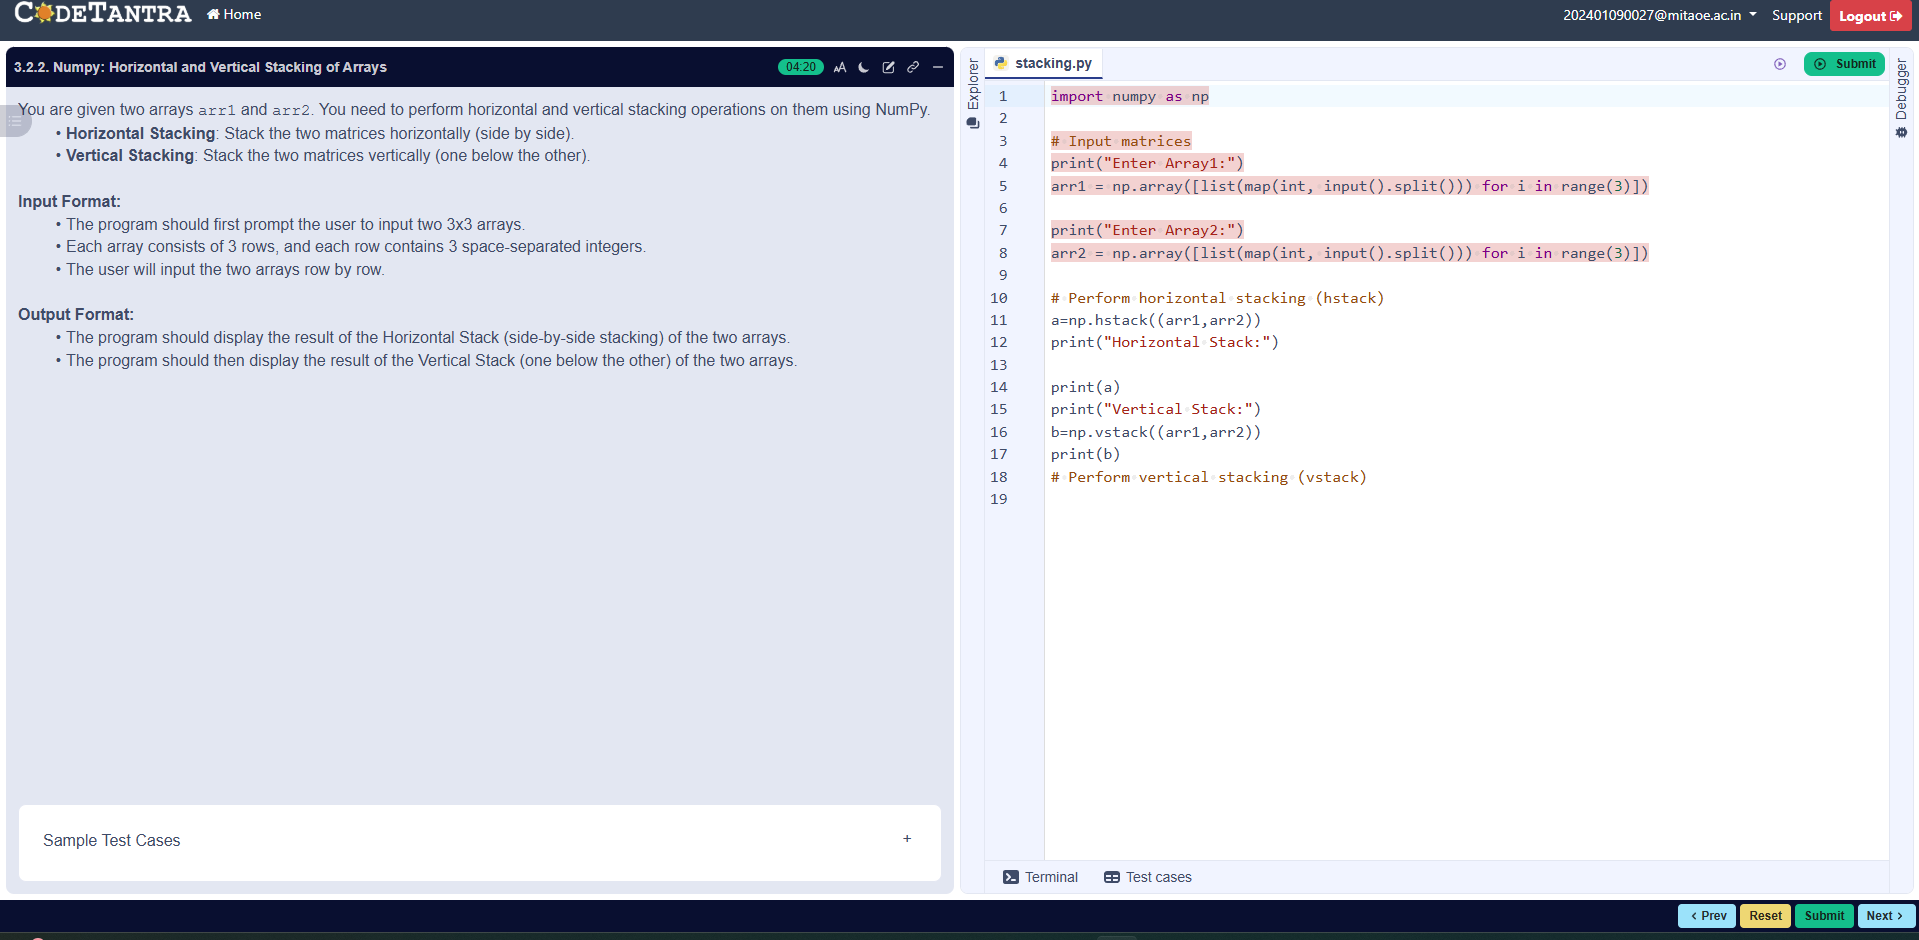 CODETANTRA
Home
202401090027@mitaoe.ac.in
Support
Logout
3.2.2. Numpy: Horizontal and Vertical Stacking of Arrays
04:20
AA
You are given two arrays arr1 and arr2. You need to perform horizontal and vertical stacking operations on them using NumPy.
• Horizontal Stacking: Stack the two matrices horizontally (side by side).
• Vertical Stacking: Stack the two matrices vertically (one below the other).
Input Format:
• The program should first prompt the user to input two 3x3 arrays.
• Each array consists of 3 rows, and each row contains 3 space-separated integers.
• The user will input the two arrays row by row.
Output Format:
• The program should display the result of the Horizontal Stack (side-by-side stacking) of the two arrays.
• The program should then display the result of the Vertical Stack (one below the other) of the two arrays.
Sample Test Cases
+
Explorer
stacking.py
Submit
Debugger
1 import numpy as np
2
3 # Input matrices
4 print("Enter Array1:")
5 arr1 = np.array([list(map(int, input().split())) for i in range(3)])
6
7 print("Enter Array2:")
8 arr2 = np.array([list(map(int, input().split())) for i in range(3)])
9
10 # Perform horizontal stacking (hstack)
11 a=np.hstack((arr1,arr2))
12 print("Horizontal Stack:")
13
14 print(a)
15 print("Vertical Stack:")
16 b=np.vstack((arr1,arr2))
17 print(b)
18 # Perform vertical stacking (vstack)
19
Terminal
Test cases
< Prev
Reset
Submit
Next >